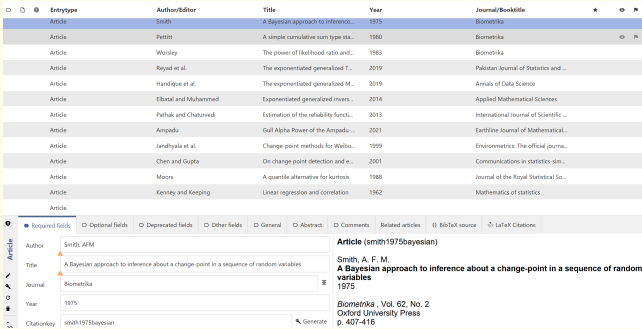 Entrytype Author/Editor Title Year Journal/Booktitle
Article Smith A Bayesian approach to inference... 1975 Biometrika
Article Pettitt A simple cumulative sum type sta... 1980 Biometrika
Article Worsley The power of likelihood ratio and... 1983 Biometrika
Article Reyad et al. The exponentiated generalized T... 2019 Pakistan Journal of Statistics and ...
Article Handique et al. The exponentiated generalized M... 2019 Annals of Data Science
Article Elbatal and Muhammed Exponentiated generalized invers... 2014 Applied Mathematical Sciences
Article Pathak and Chaturvedi Estimation of the reliability functi... 2013 International Journal of Scientific ...
Article Ampadu Gull Alpha Power of the Ampadu-... 2021 Earthline Journal of Mathematical...
Article Jandhyala et al. Change-point methods for Weibu... 1999 Environmetrics: The official journa...
Article Chen and Gupta On change point detection and e... 2001 Communications in statistics-sim...
Article Moors A quantile alternative for kurtosis 1988 Journal of the Royal Statistical So...
Article Kenney and Keeping Linear regression and correlation 1962 Mathematics of statistics
Article
Required fields Optional fields Deprecated fields Other fields General Abstract Comments Related articles {} BibTeX source LaTeX Citations
Article
Author Smith, AFM
Title A Bayesian approach to inference about a change-point in a sequence of random variables
Journal Biometrika
Year 1975
Citationkey smith1975bayesian Generate
Article (smith1975bayesian)
Smith, A. F. M.
A Bayesian approach to inference about a change-point in a sequence of random
variables
1975
Biometrika , Vol. 62, No. 2
Oxford University Press
p. 407-416